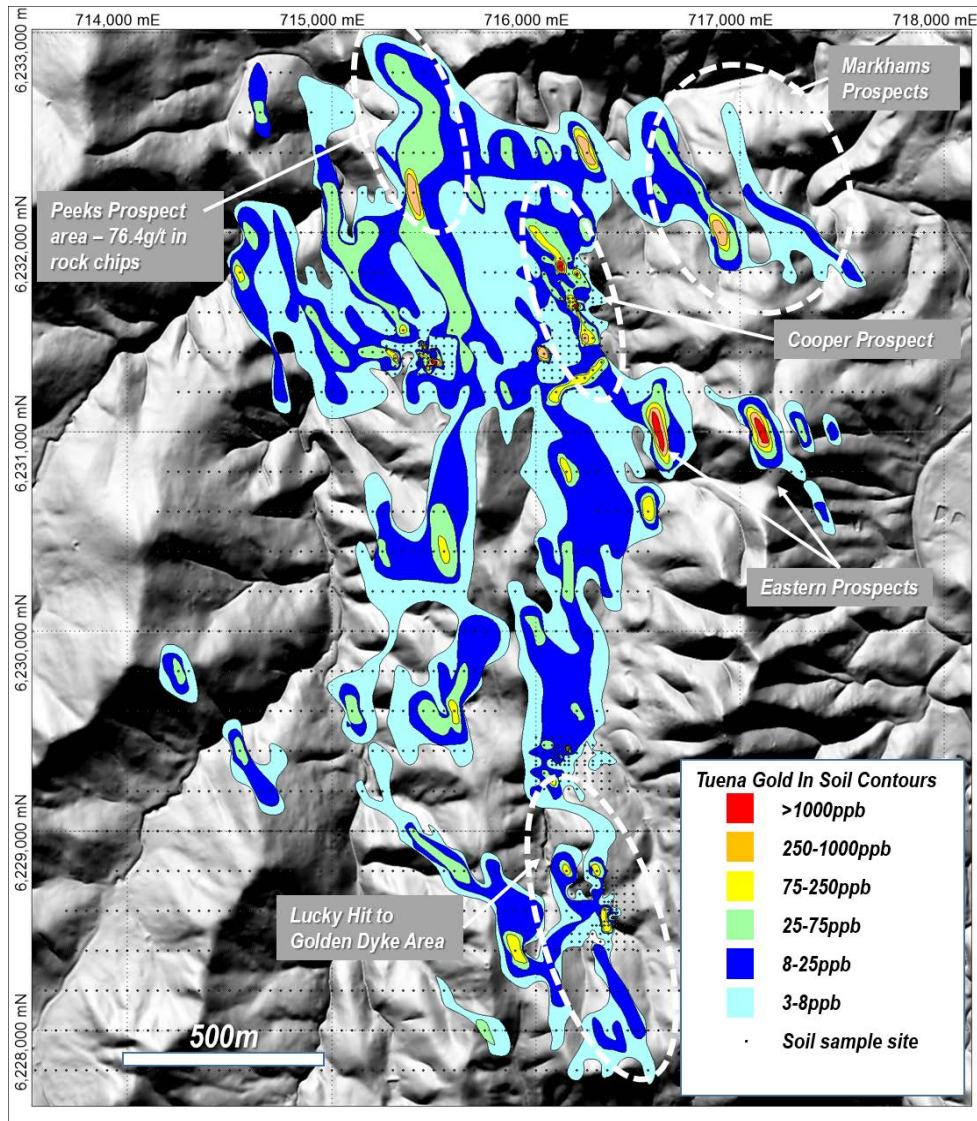 714,000 mE
715,000 mE
716,000 mE
717,000 mE
718,000 mE
6,233,000 m
6,232,000 mN
6,231,000 mN
6,230,000 mN
6,229,000 mN
6,228,000 mN
Markhams
Prospects
Peeks Prospect
area – 76.4g/t in
rock chips
Cooper Prospect
Eastern Prospects
Lucky Hit to
Golden Dyke Area
500m
Tuena Gold In Soil Contours
>1000ppb
250-1000ppb
75-250ppb
25-75ppb
8-25ppb
3-8ppb
Soil sample site